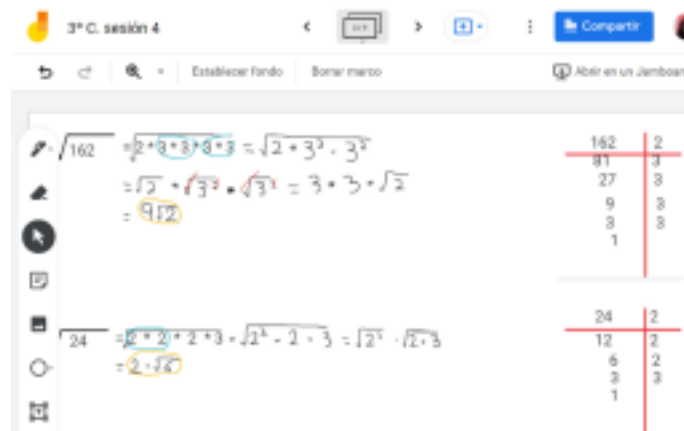 3º C. sesión 4
Compartir
Establecer fondo
Borrar marco
Abrir en un Jamboar
√162 = √2*3*3*3*3 = √2*3²·3²
= √2 * √3² * √3² = 3*3*√2
= 9√2
162 2
81 3
27 3
9 3
3 3
1
√24 = √2*2*2*3 = √2²·2·3 = √2² · √2·3
= 2·√6
24 2
12 2
6 2
3 3
1